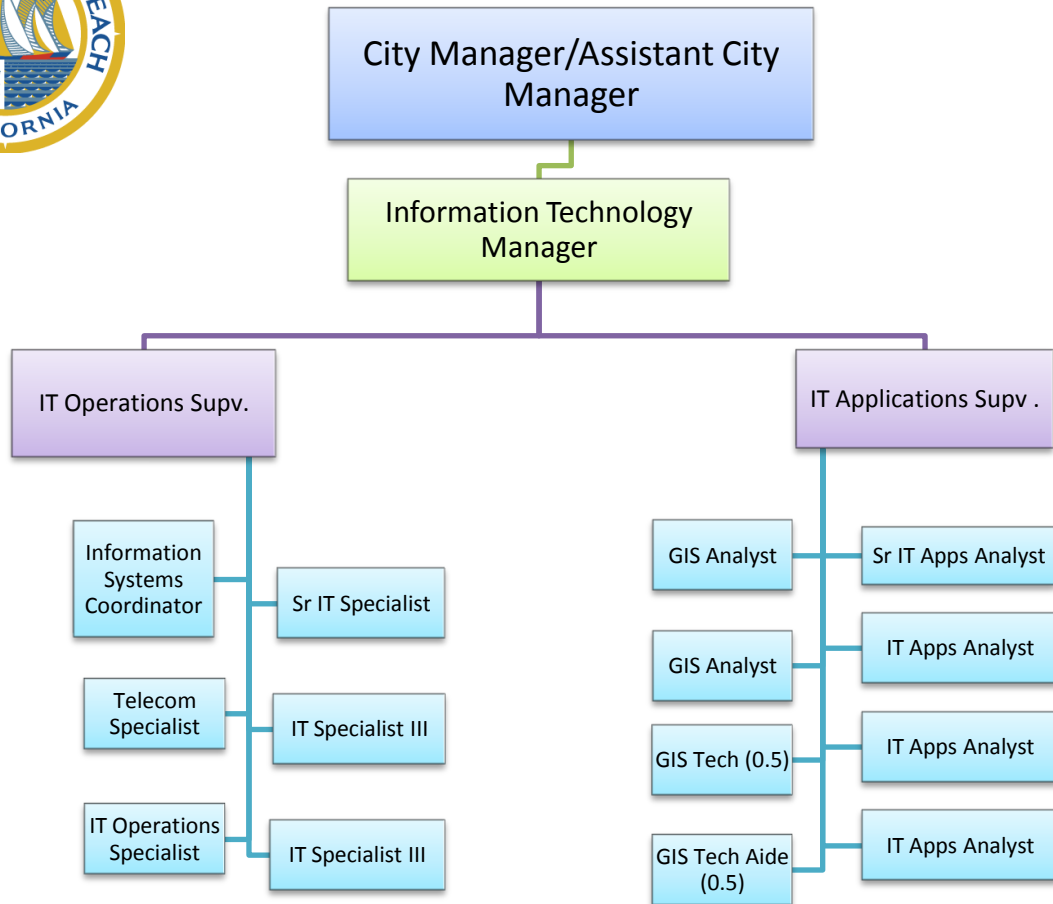 EACH
ORNIA
City Manager/Assistant City
Manager
Information Technology
Manager
IT Operations Supv.
IT Applications Supv .
Information
Systems
Coordinator
Sr IT Specialist
Telecom
Specialist
IT Specialist III
IT Operations
Specialist
IT Specialist III
GIS Analyst
Sr IT Apps Analyst
GIS Analyst
IT Apps Analyst
GIS Tech (0.5)
IT Apps Analyst
GIS Tech Aide
(0.5)
IT Apps Analyst